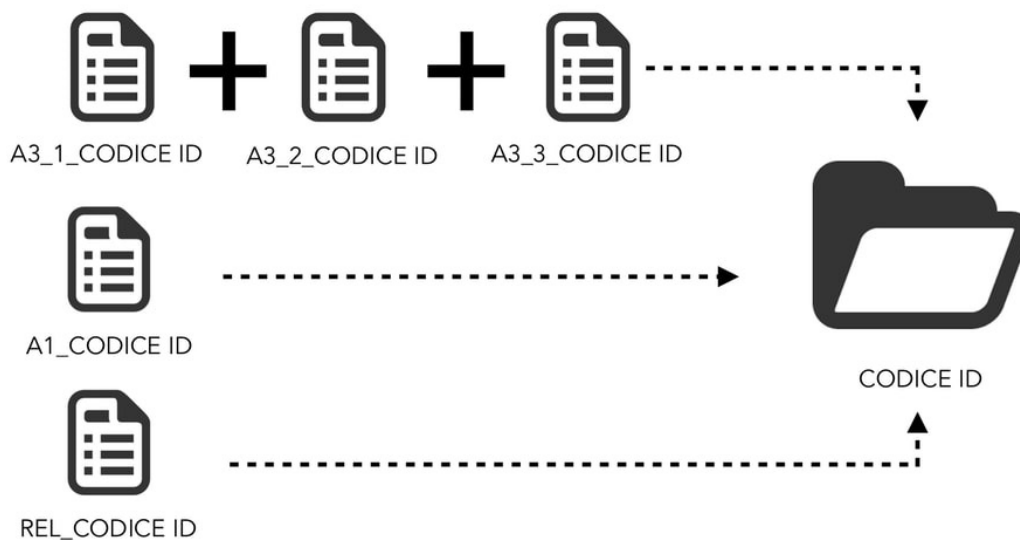 A3_1_CODICE ID
A3_2_CODICE ID
A3_3_CODICE ID
A1_CODICE ID
CODICE ID
REL_CODICE ID